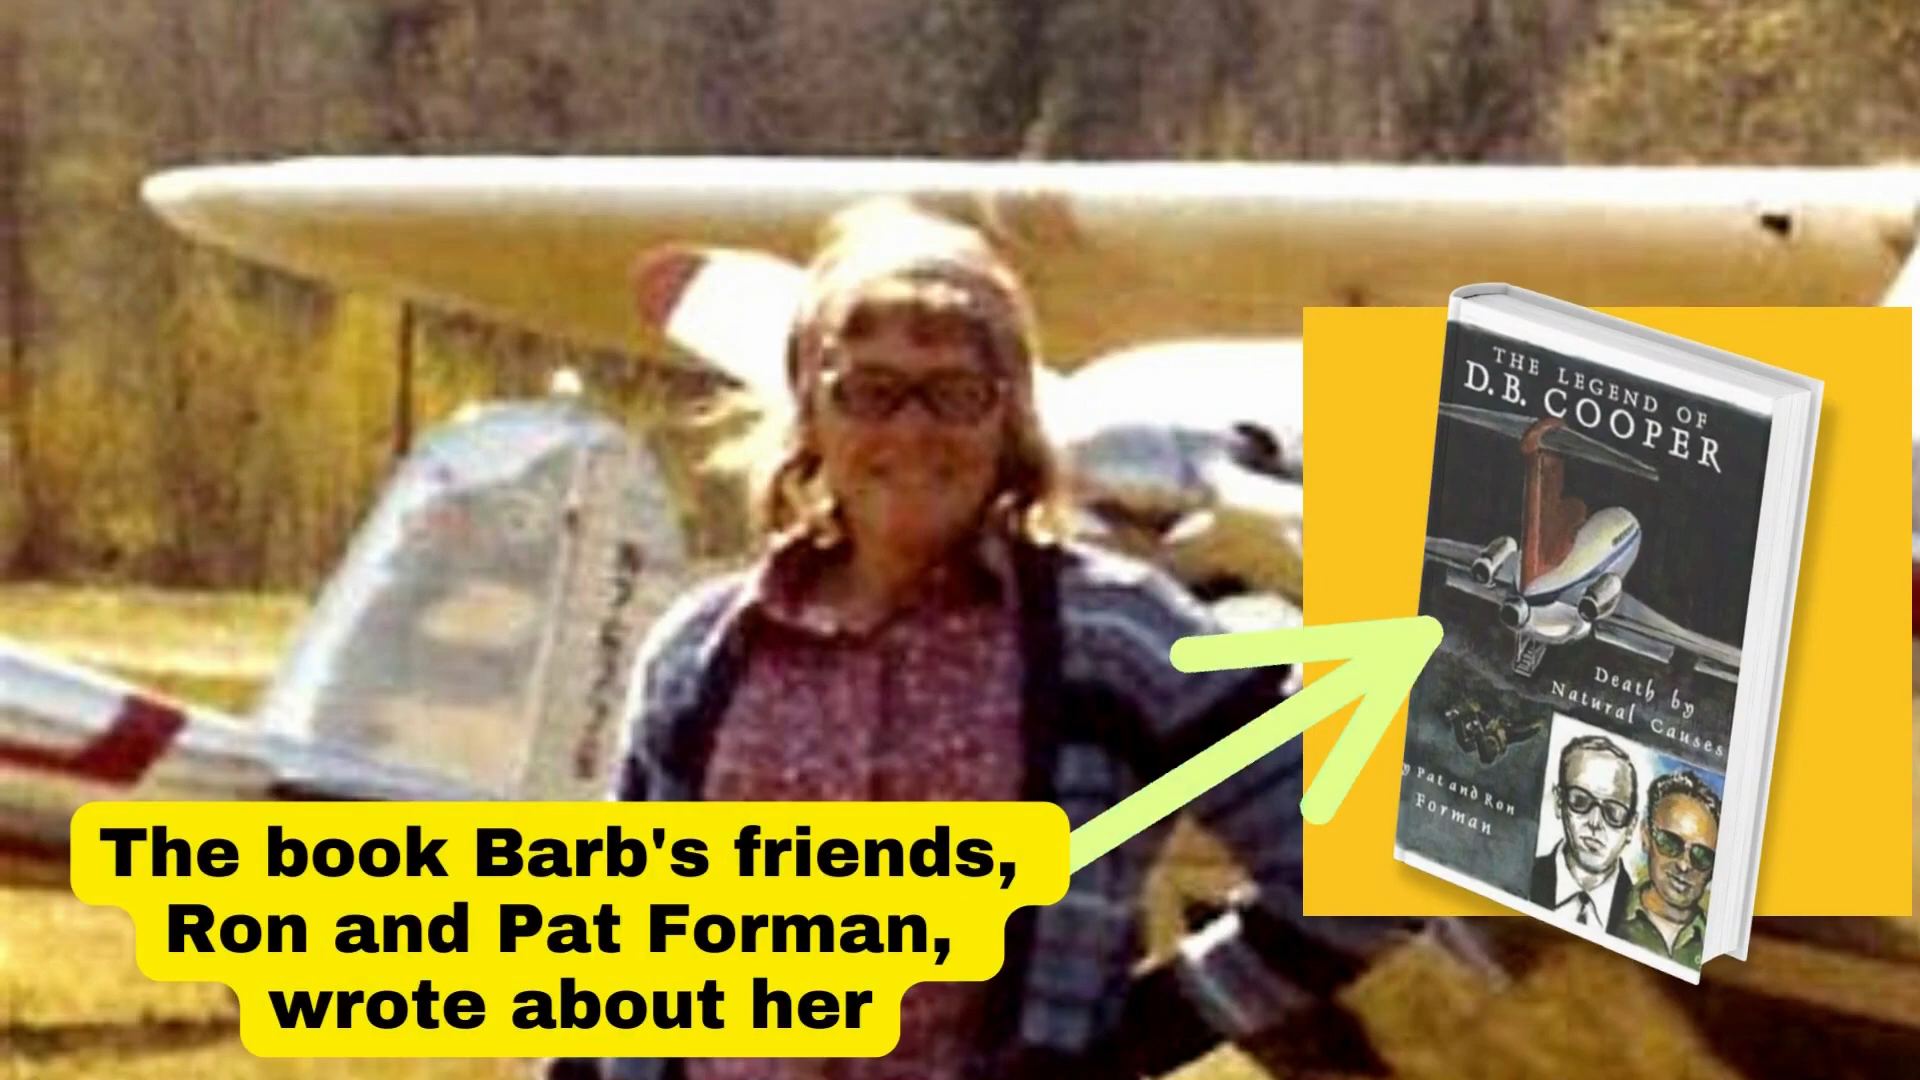 The book Barb's friends,
Ron and Pat Forman,
wrote about her
THE LEGEND OF
D.B. COOPER
Death by
Natural Causes
Pat and Ron
Forman